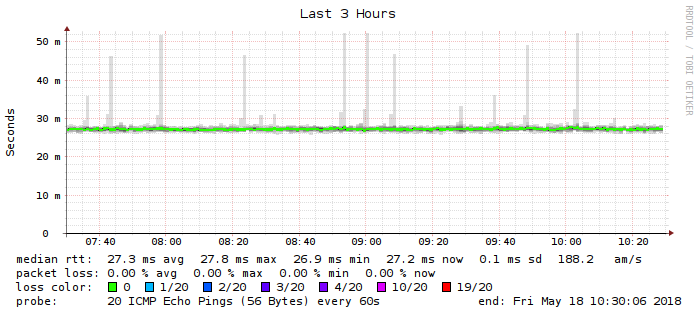 Last 3 Hours
RRDTOOL / TOBI OETIKER
Seconds
50 m
40 m
30 m
20 m
10 m
0
07:40 08:00 08:20 08:40 09:00 09:20 09:40 10:00 10:20
median rtt: 27.3 ms avg 27.8 ms max 26.9 ms min 27.2 ms now 0.1 ms sd 188.2 am/s
packet loss: 0.00 % avg 0.00 % max 0.00 % min 0.00 % now
loss color: 0 1/20 2/20 3/20 4/20 10/20 19/20
probe: 20 ICMP Echo Pings (56 Bytes) every 60s end: Fri May 18 10:30:06 2018